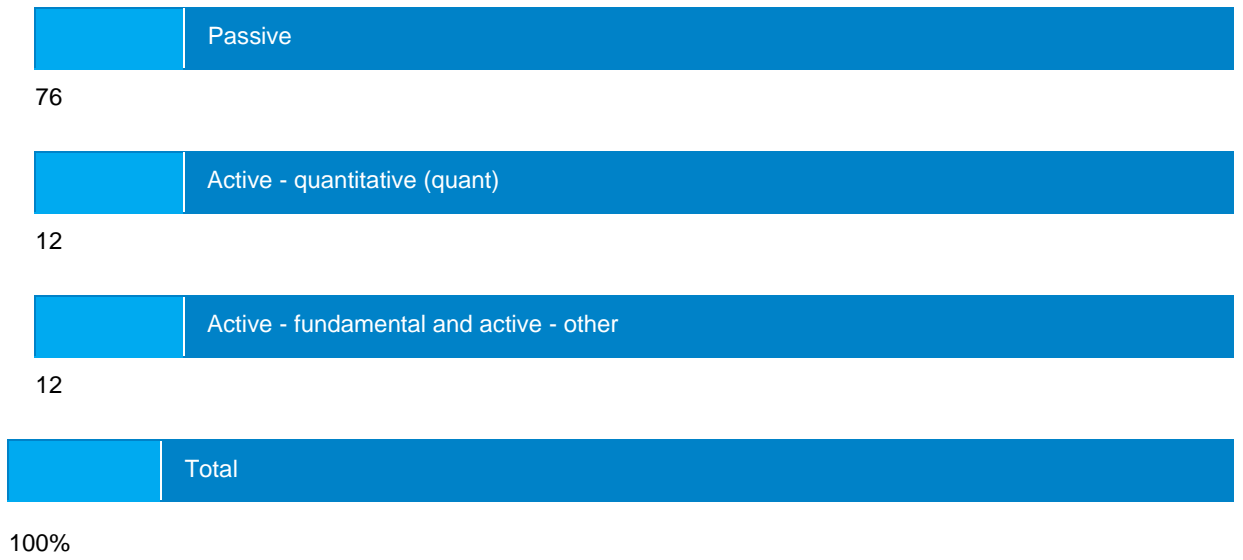 Passive
76
Active - quantitative (quant)
12
Active - fundamental and active - other
12
Total
100%